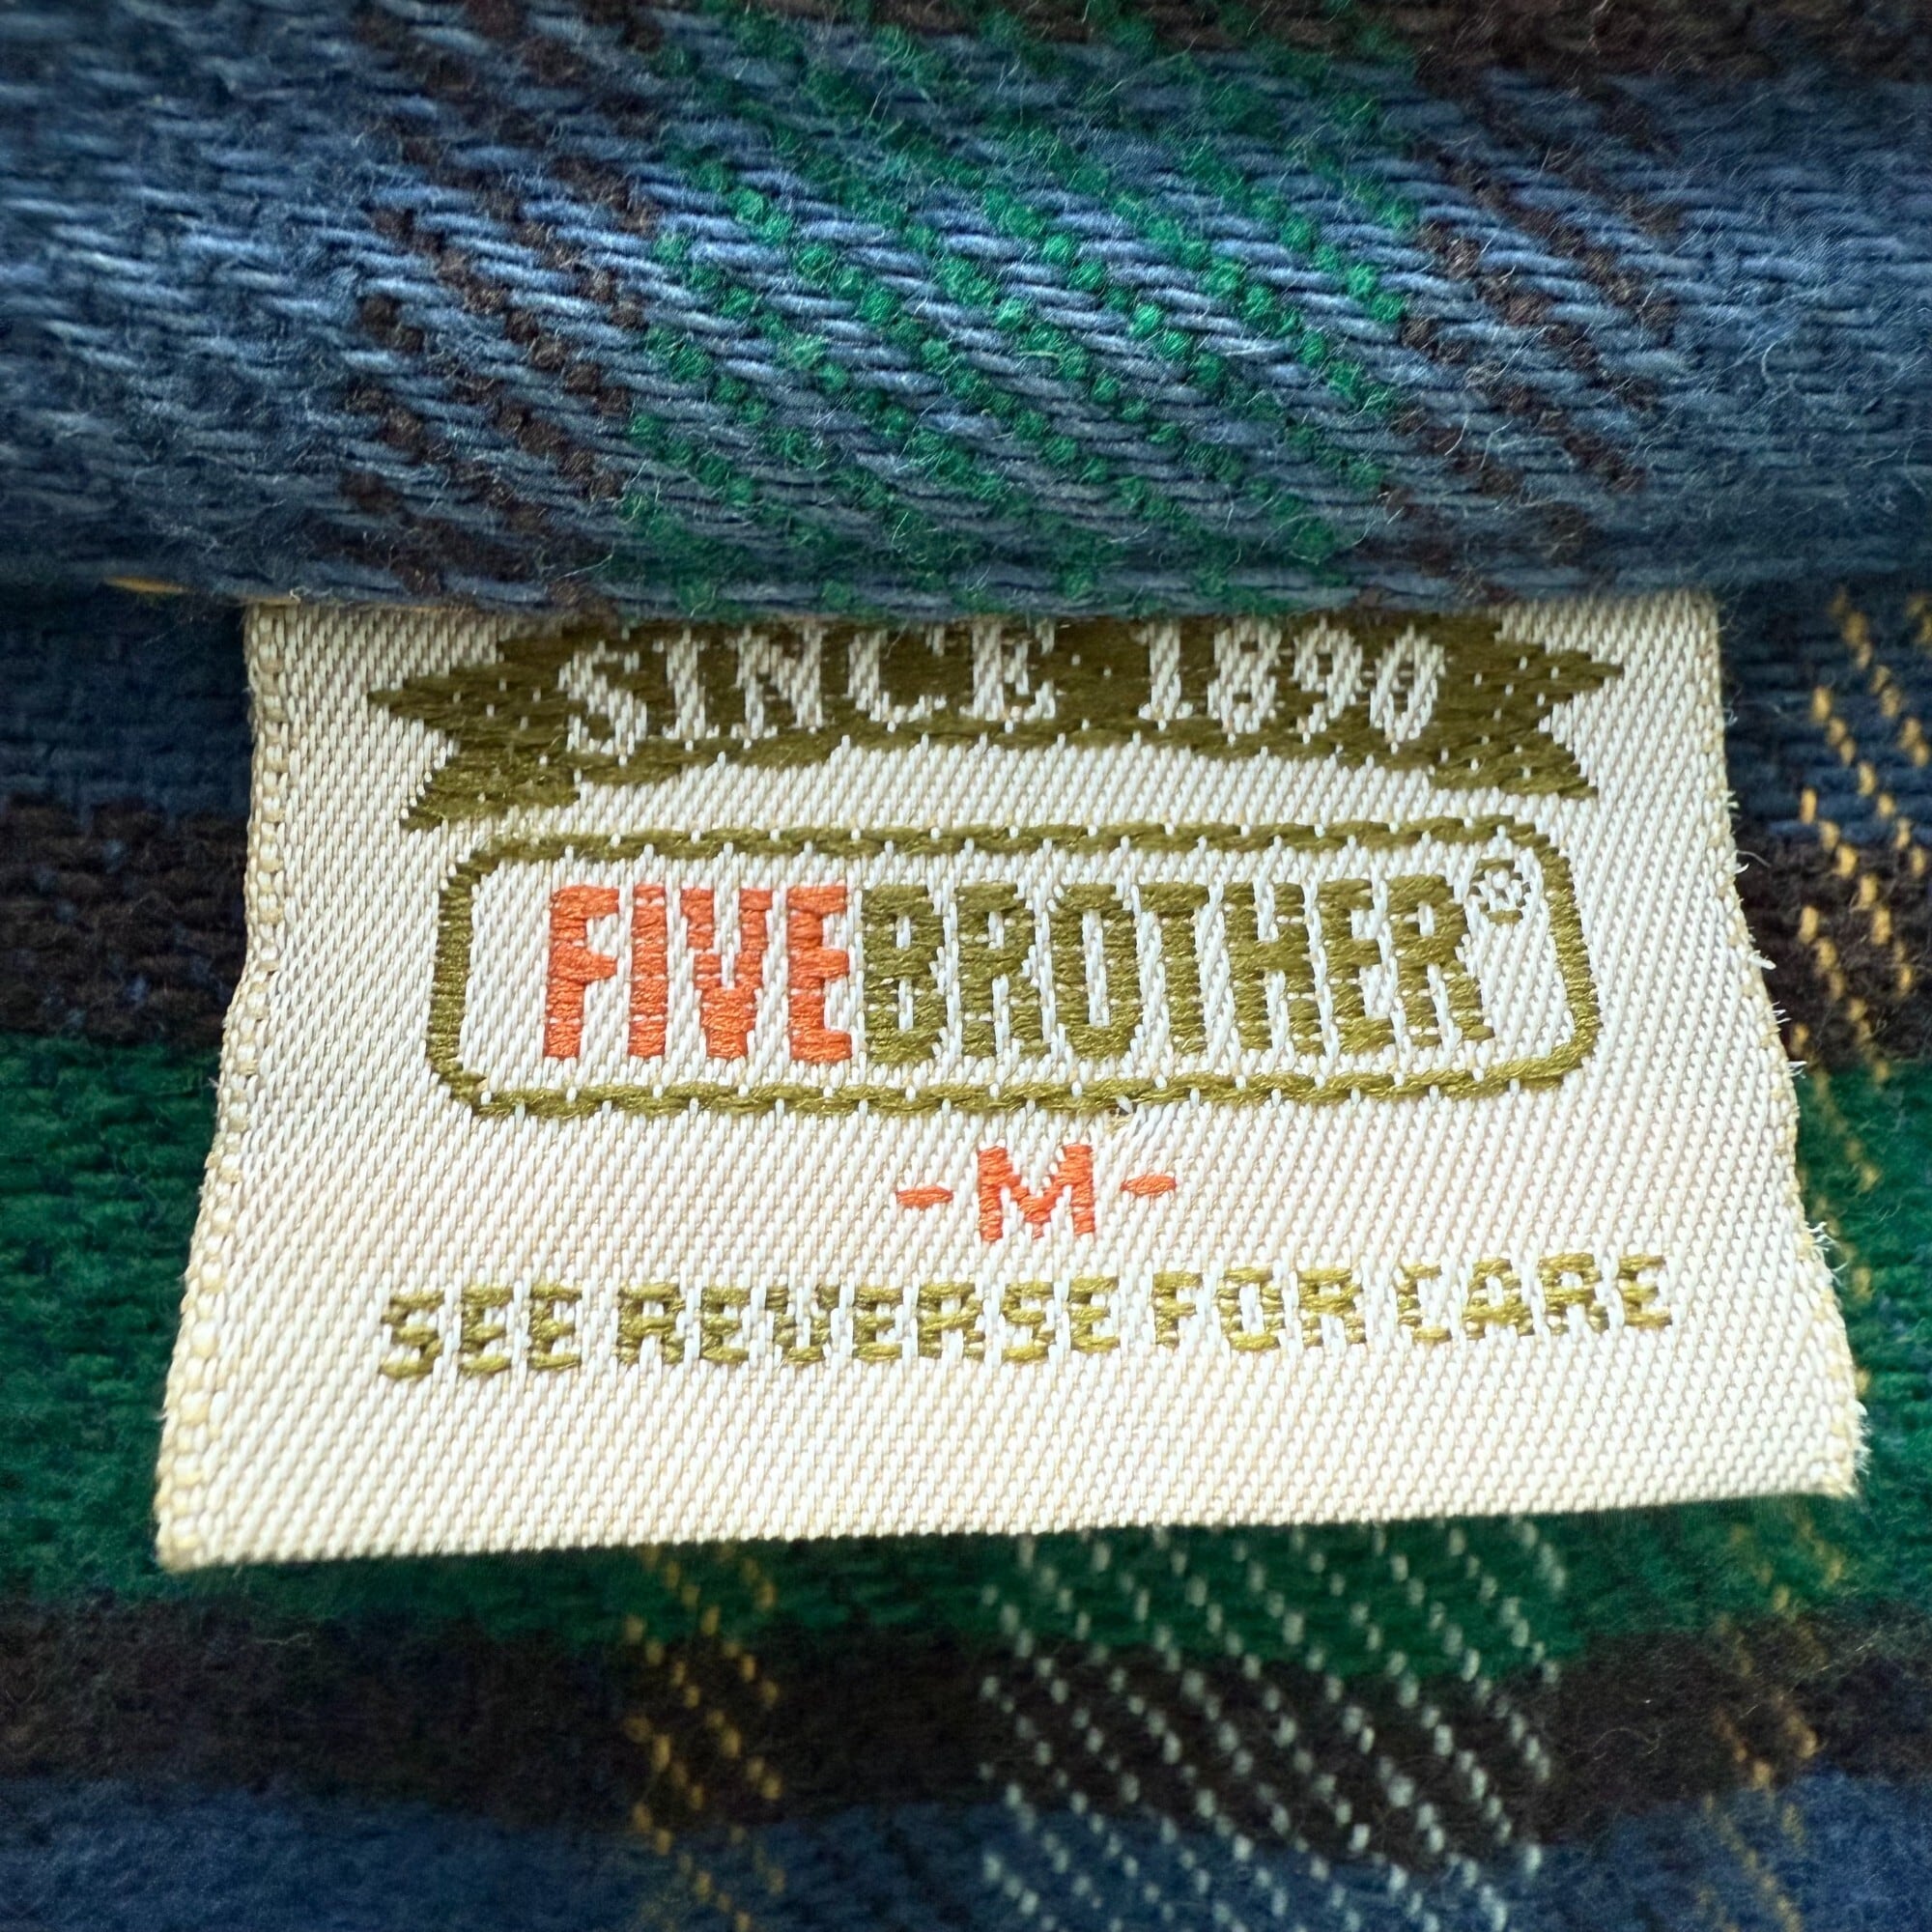 SINCE 1890
FIVEBROTHER®
-M-
SEE REVERSE FOR CARE